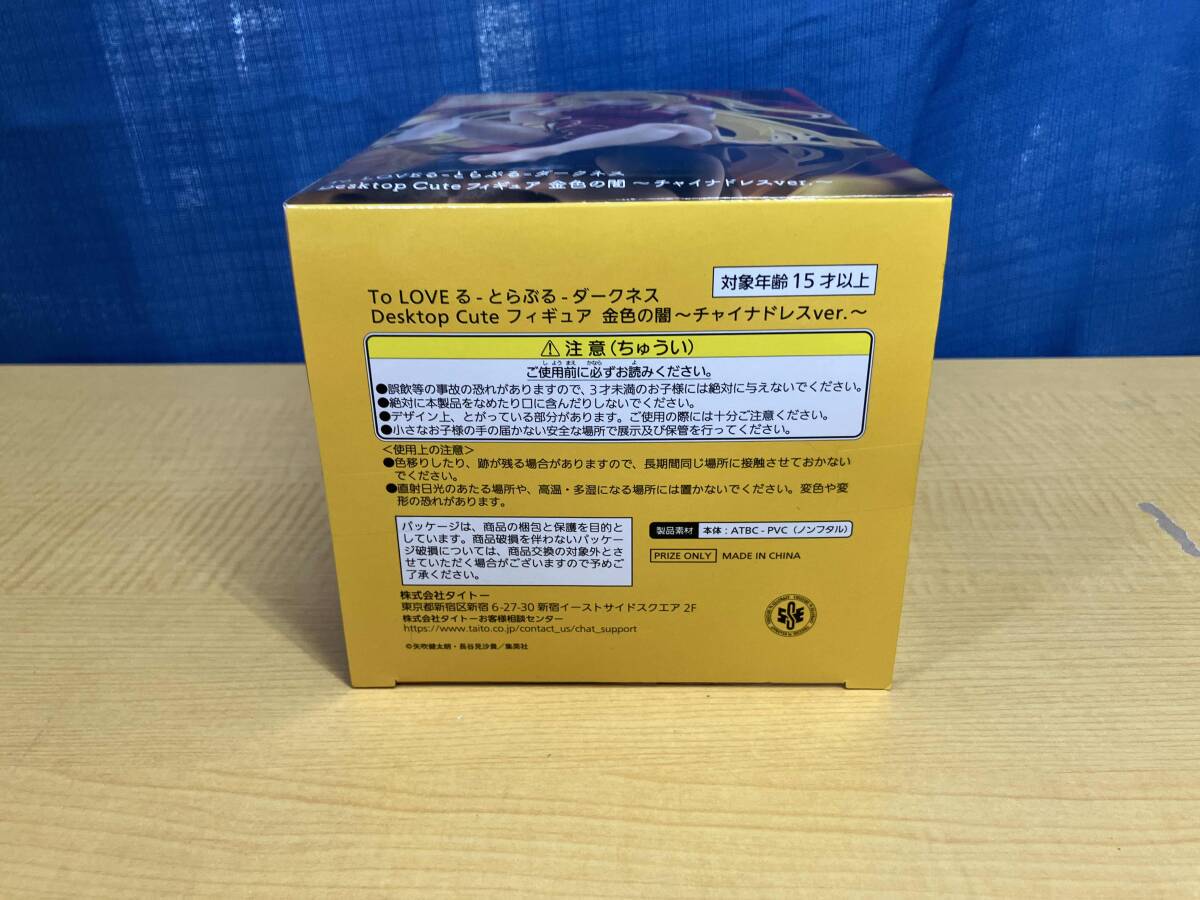 LOVEる-とらぶる-ダークネス
Desktop Cute フィギュア 金色の闇 ～チャイナドレスver.～
対象年齢 15 才以上
To LOVE る - とらぶる - ダークネス
Desktop Cute フィギュア 金色の闇～チャイナドレスver.～
⚠ 注意(ちゅうい)
ご使用前に必ずお読みください。
●誤飲等の事故の恐れがありますので、3才未満のお子様には絶対に与えないでください。
●絶対に本製品をなめたり口に含んだりしないでください。
●デザイン上、とがっている部分があります。ご使用の際には十分ご注意ください。
●小さなお子様の手の届かない安全な場所で展示及び保管を行ってください。
＜使用上の注意＞
●色移りしたり、跡が残る場合がありますので、長期間同じ場所に接触させておかない
でください。
●直射日光のあたる場所や、高温・多湿になる場所には置かないでください。変色や変
形の恐れがあります。
パッケージは、商品の梱包と保護を目的と
しています。商品破損を伴わないパッケー
ジ破損については、商品交換の対象外とさ
せていただく場合がございますので予めご
了承ください。
製品素材 本体：ATBC - PVC（ノンフタル）
PRIZE ONLY MADE IN CHINA
株式会社タイトー
東京都新宿区新宿 6-27-30 新宿イーストサイドスクエア 2F
株式会社タイトーお客様相談センター
https://www.taito.co.jp/contact_us/chat_support
©矢吹健太朗・長谷見沙貴／集英社